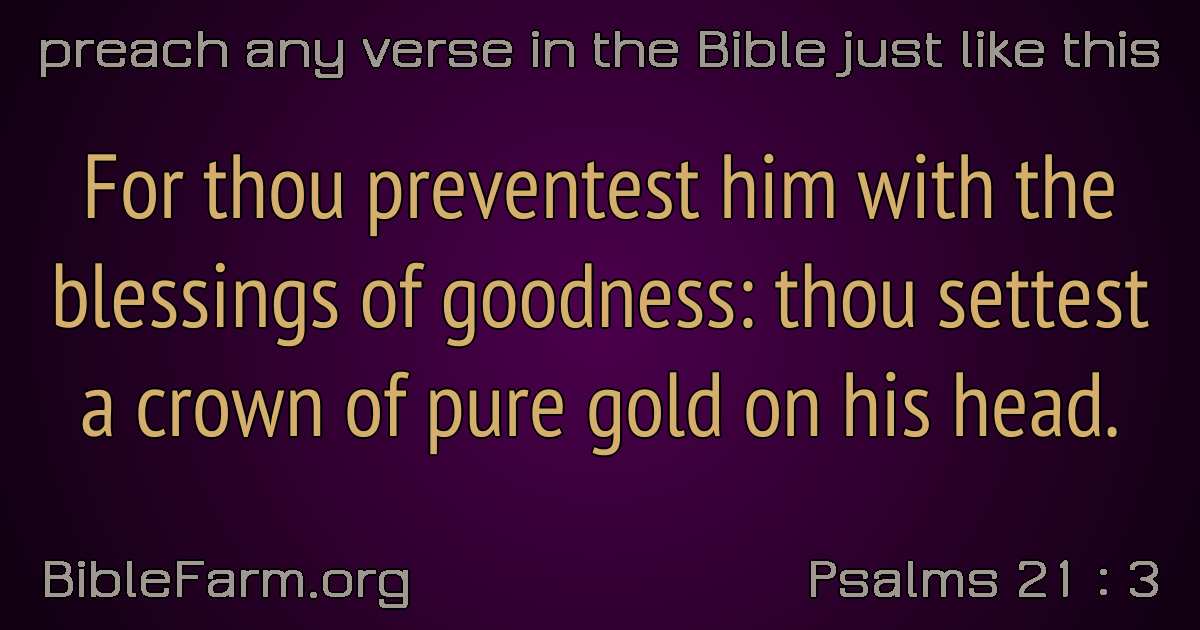 preach any verse in the Bible just like this
For thou preventest him with the
blessings of goodness: thou settest
a crown of pure gold on his head.
BibleFarm.org
Psalms 21 : 3